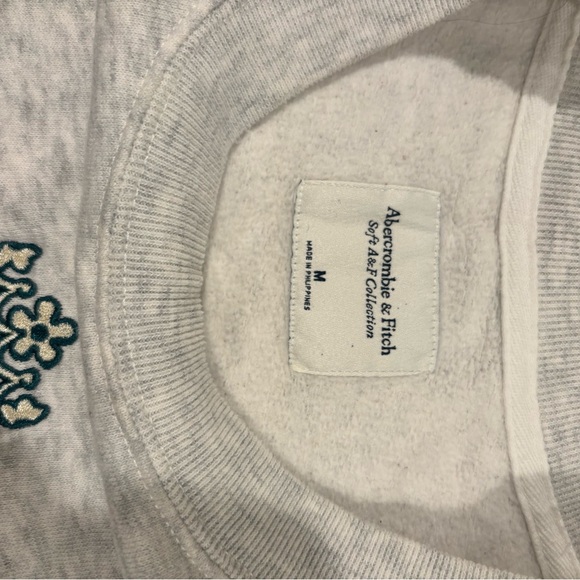 Abercrombie & Fitch
Soft A&F Collection
M
MADE IN PHILIPPINES